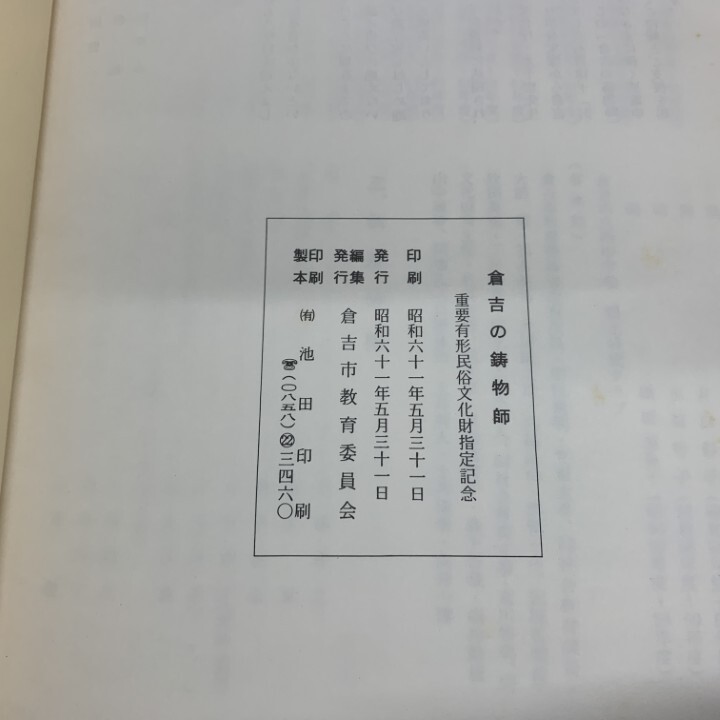 倉吉の鋳物師
重要有形民俗文化財指定記念
印刷 昭和六十一年五月三十一日
発行 昭和六十一年五月三十一日
編集
発行 倉吉市教育委員会
印刷
製本 ㈲池田印刷
☎(〇八五八)㉒三四六〇